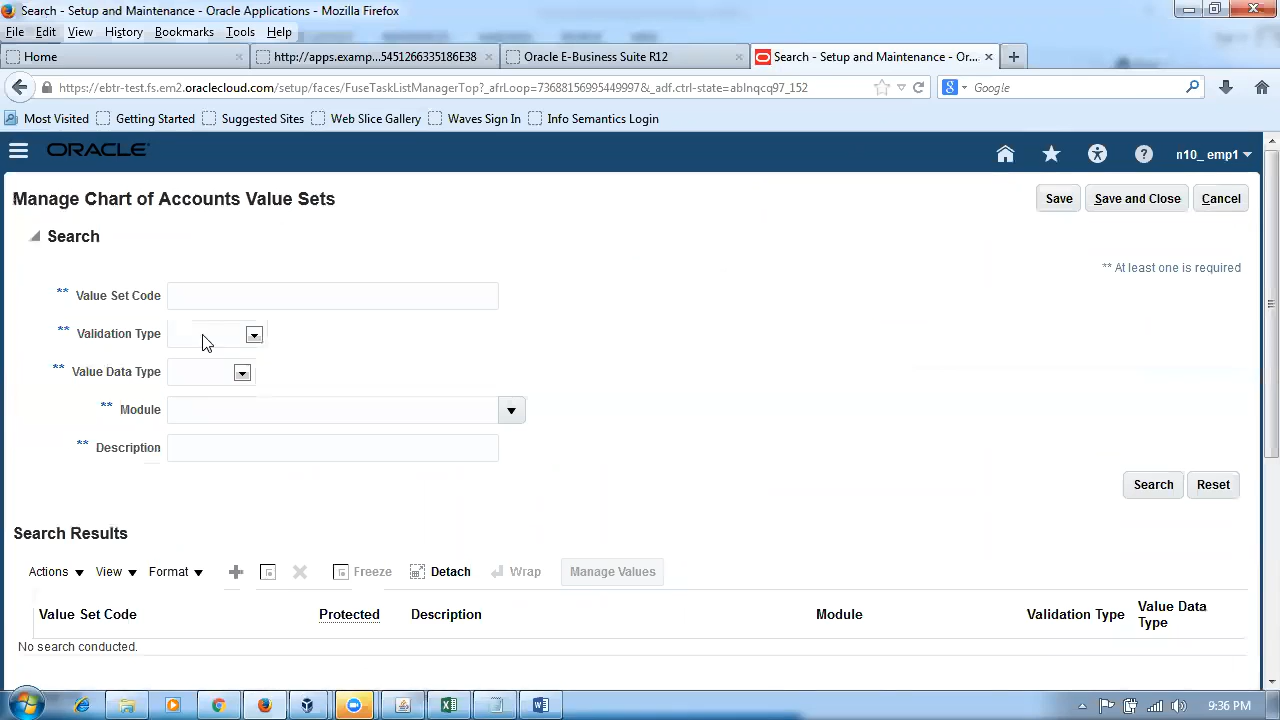 Search - Setup and Maintenance - Oracle Applications - Mozilla Firefox
File Edit View History Bookmarks Tools Help
Home http://apps.examp...5451266335186E38 Oracle E-Business Suite R12 Search - Setup and Maintenance - Or...
https://ebtr-test.fs.em2.oraclecloud.com/setup/faces/FuseTaskListManagerTop?_afrLoop=73688156995449997&_adf.ctrl-state=ablnqcq97_152 Google
Most Visited Getting Started Suggested Sites Web Slice Gallery Waves Sign In Info Semantics Login
ORACLE n10_ emp1
Manage Chart of Accounts Value Sets Save Save and Close Cancel
Search
** At least one is required
** Value Set Code
** Validation Type
** Value Data Type
** Module
** Description
Search Reset
Search Results
Actions View Format Freeze Detach Wrap Manage Values
Value Set Code Protected Description Module Validation Type Value Data Type
No search conducted.
9:36 PM